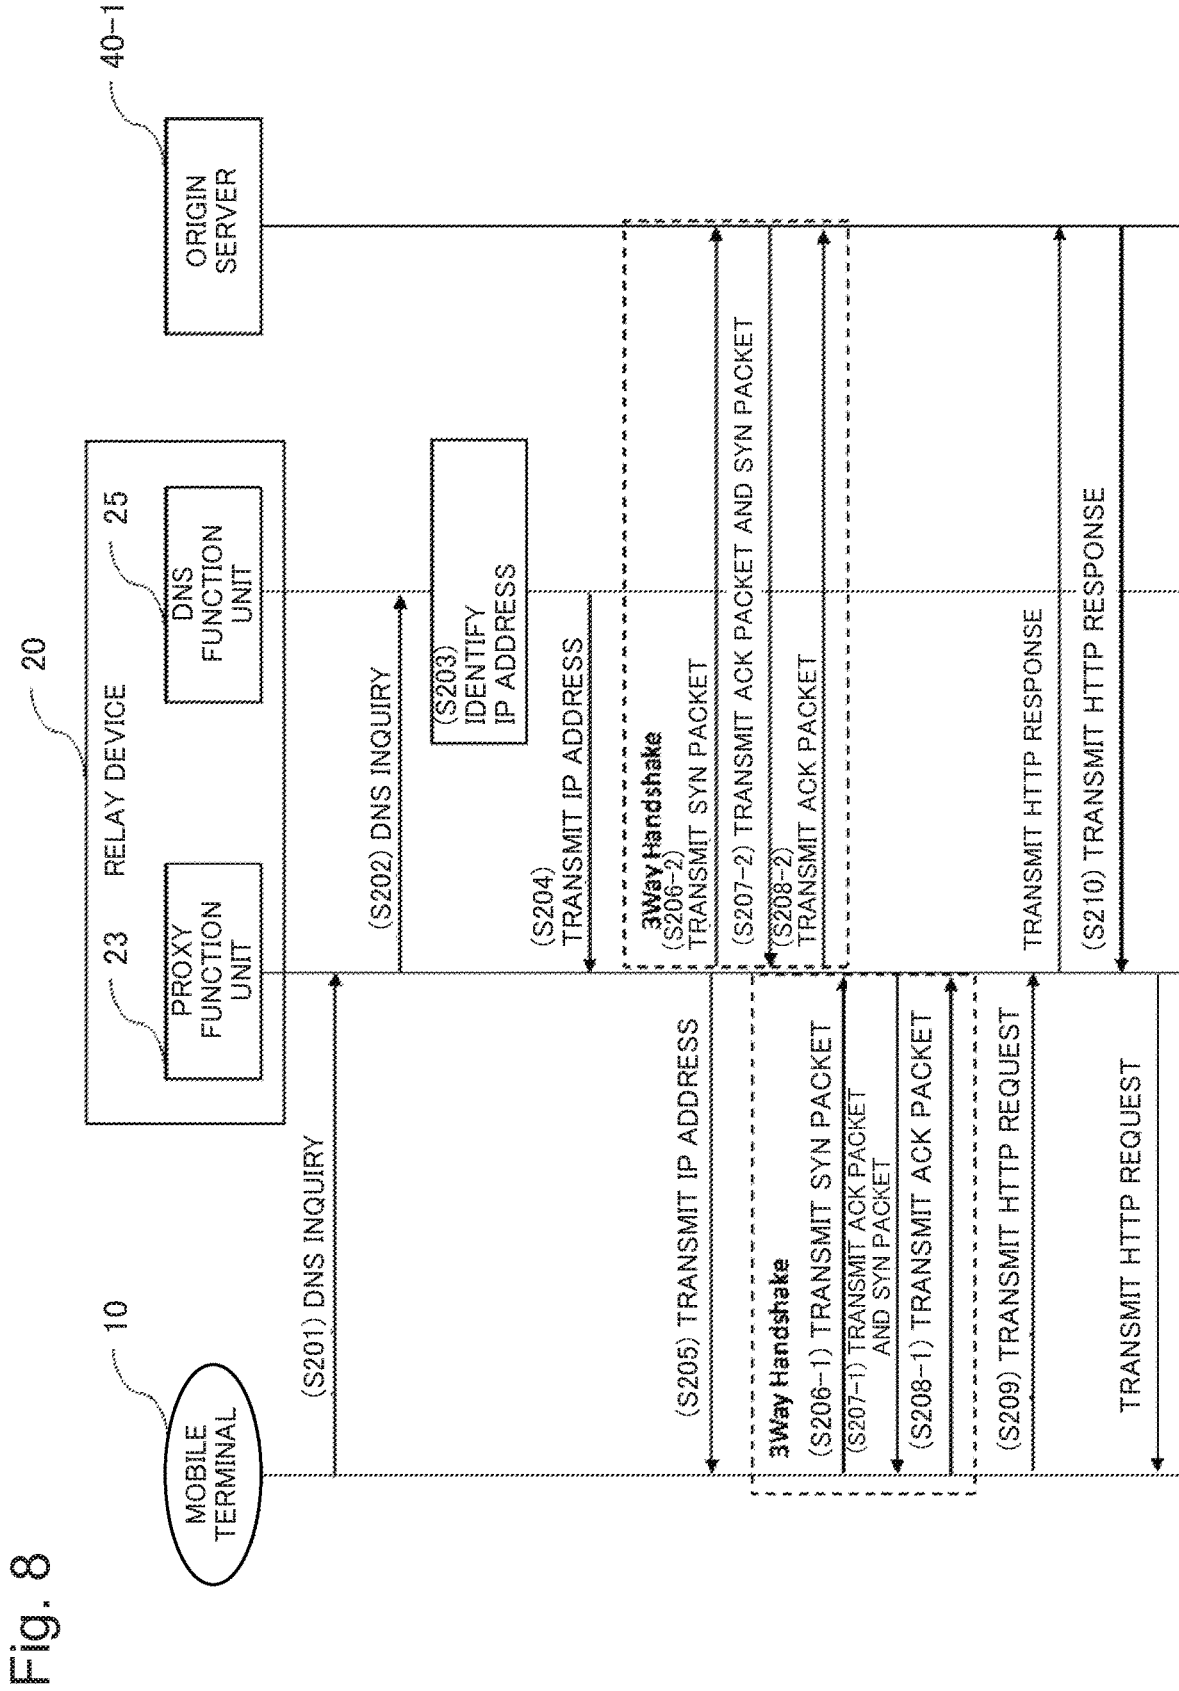 Fig. 8
10
MOBILE
TERMINAL
20
RELAY DEVICE
23
PROXY
FUNCTION
UNIT
25
DNS
FUNCTION
UNIT
40-1
ORIGIN
SERVER
(S201) DNS INQUIRY
(S202) DNS INQUIRY
(S203)
IDENTIFY
IP ADDRESS
(S204)
TRANSMIT IP ADDRESS
(S205) TRANSMIT IP ADDRESS
3Way Handshake
(S206-2)
TRANSMIT SYN PACKET
(S207-2) TRANSMIT ACK PACKET AND SYN PACKET
(S208-2)
TRANSMIT ACK PACKET
3Way Handshake
(S206-1) TRANSMIT SYN PACKET
(S207-1) TRANSMIT ACK PACKET
AND SYN PACKET
(S208-1) TRANSMIT ACK PACKET
(S209) TRANSMIT HTTP REQUEST
TRANSMIT HTTP RESPONSE
(S210) TRANSMIT HTTP RESPONSE
TRANSMIT HTTP REQUEST